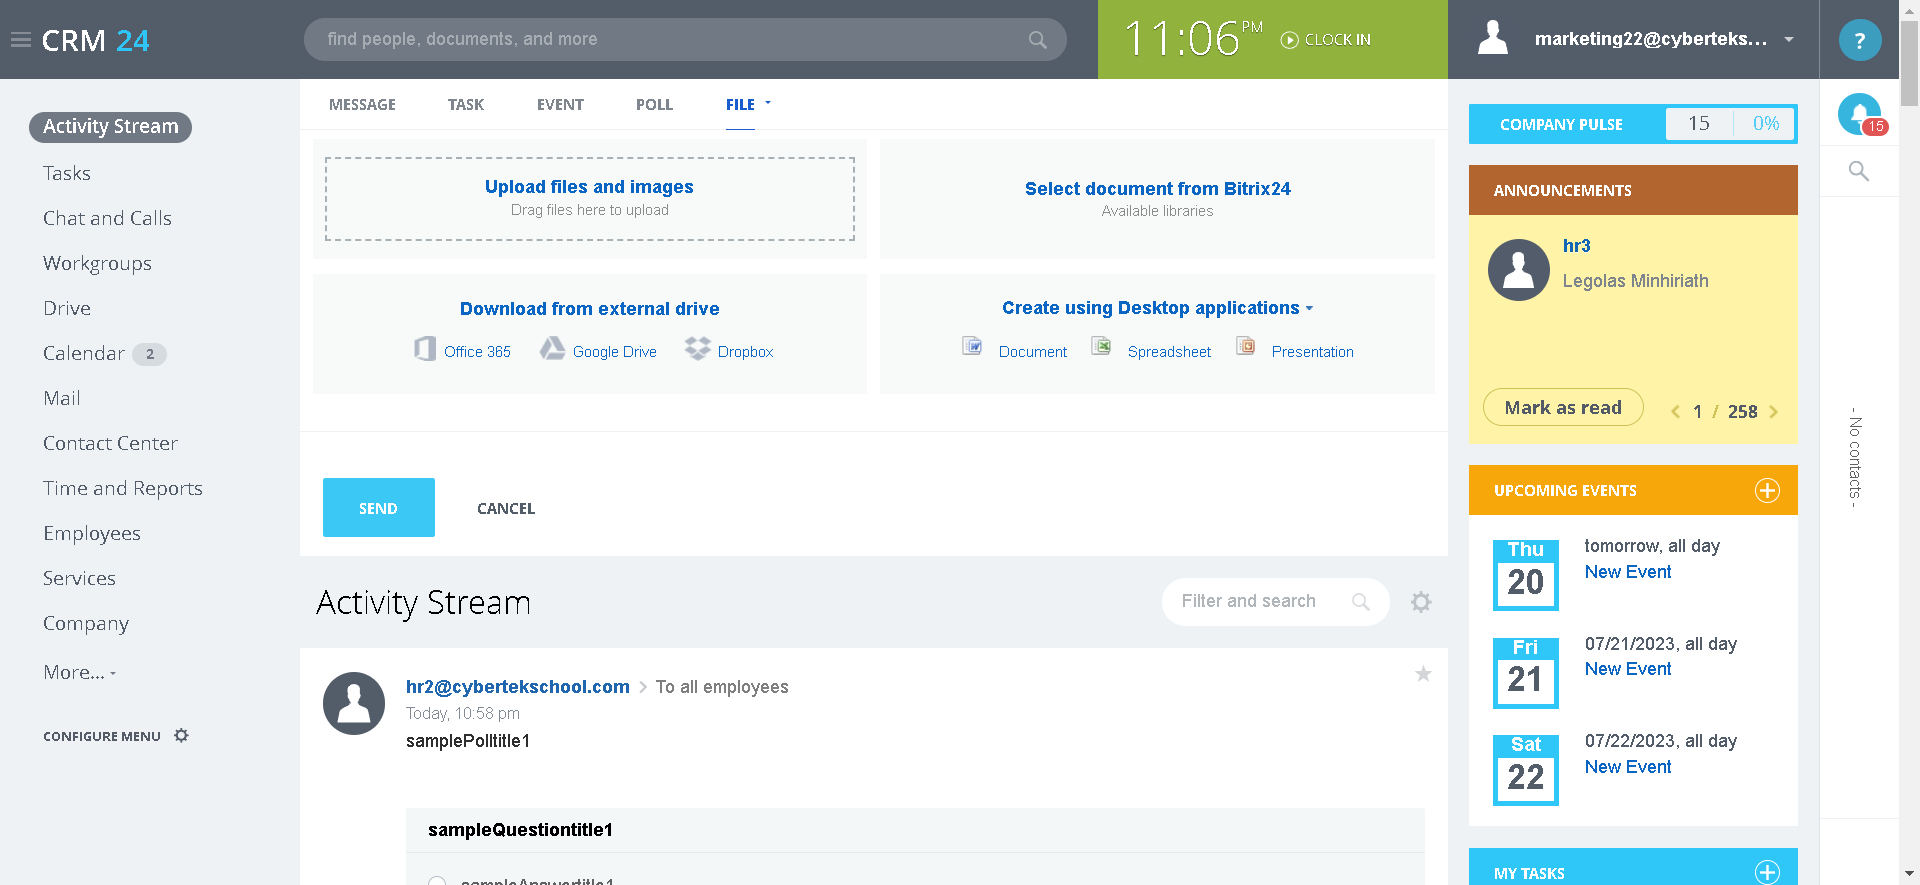 CRM 24
find people, documents, and more
11:06 PM
CLOCK IN
marketing22@cyberteks...
?
Activity Stream
Tasks
Chat and Calls
Workgroups
Drive
Calendar 2
Mail
Contact Center
Time and Reports
Employees
Services
Company
More...
CONFIGURE MENU
MESSAGE TASK EVENT POLL FILE
Upload files and images
Drag files here to upload
Select document from Bitrix24
Available libraries
Download from external drive
Office 365 Google Drive Dropbox
Create using Desktop applications
Document Spreadsheet Presentation
SEND CANCEL
Activity Stream
Filter and search
hr2@cybertekschool.com To all employees
Today, 10:58 pm
samplePolltitle1
sampleQuestiontitle1
sampleAnswertitle1
COMPANY PULSE 15 0%
ANNOUNCEMENTS
hr3
Legolas Minhiriath
Mark as read 1 / 258
UPCOMING EVENTS
Thu
20
tomorrow, all day
New Event
Fri
21
07/21/2023, all day
New Event
Sat
22
07/22/2023, all day
New Event
MY TASKS
15
- No contacts -